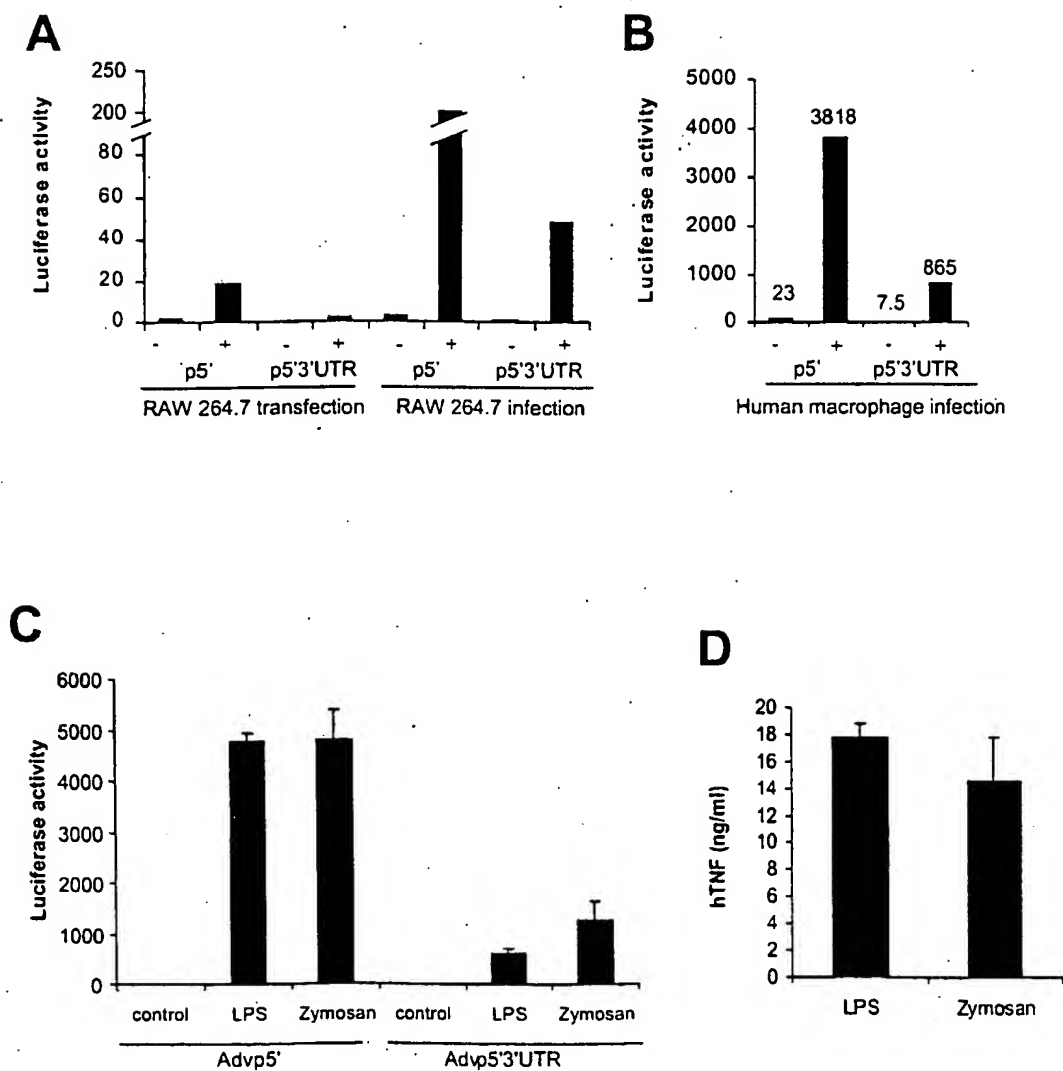 A
Luciferase activity
250
200
80
60
40
20
0
- + - + - + - +
p5' p5'3'UTR p5' p5'3'UTR
RAW 264.7 transfection RAW 264.7 infection
B
Luciferase activity
5000
4000
3000
2000
1000
0
23
3818
7.5
865
- + - +
p5' p5'3'UTR
Human macrophage infection
C
Luciferase activity
6000
5000
4000
3000
2000
1000
0
control LPS Zymosan control LPS Zymosan
Advp5' Advp5'3'UTR
D
hTNF (ng/ml)
20
18
16
14
12
10
8
6
4
2
0
LPS Zymosan